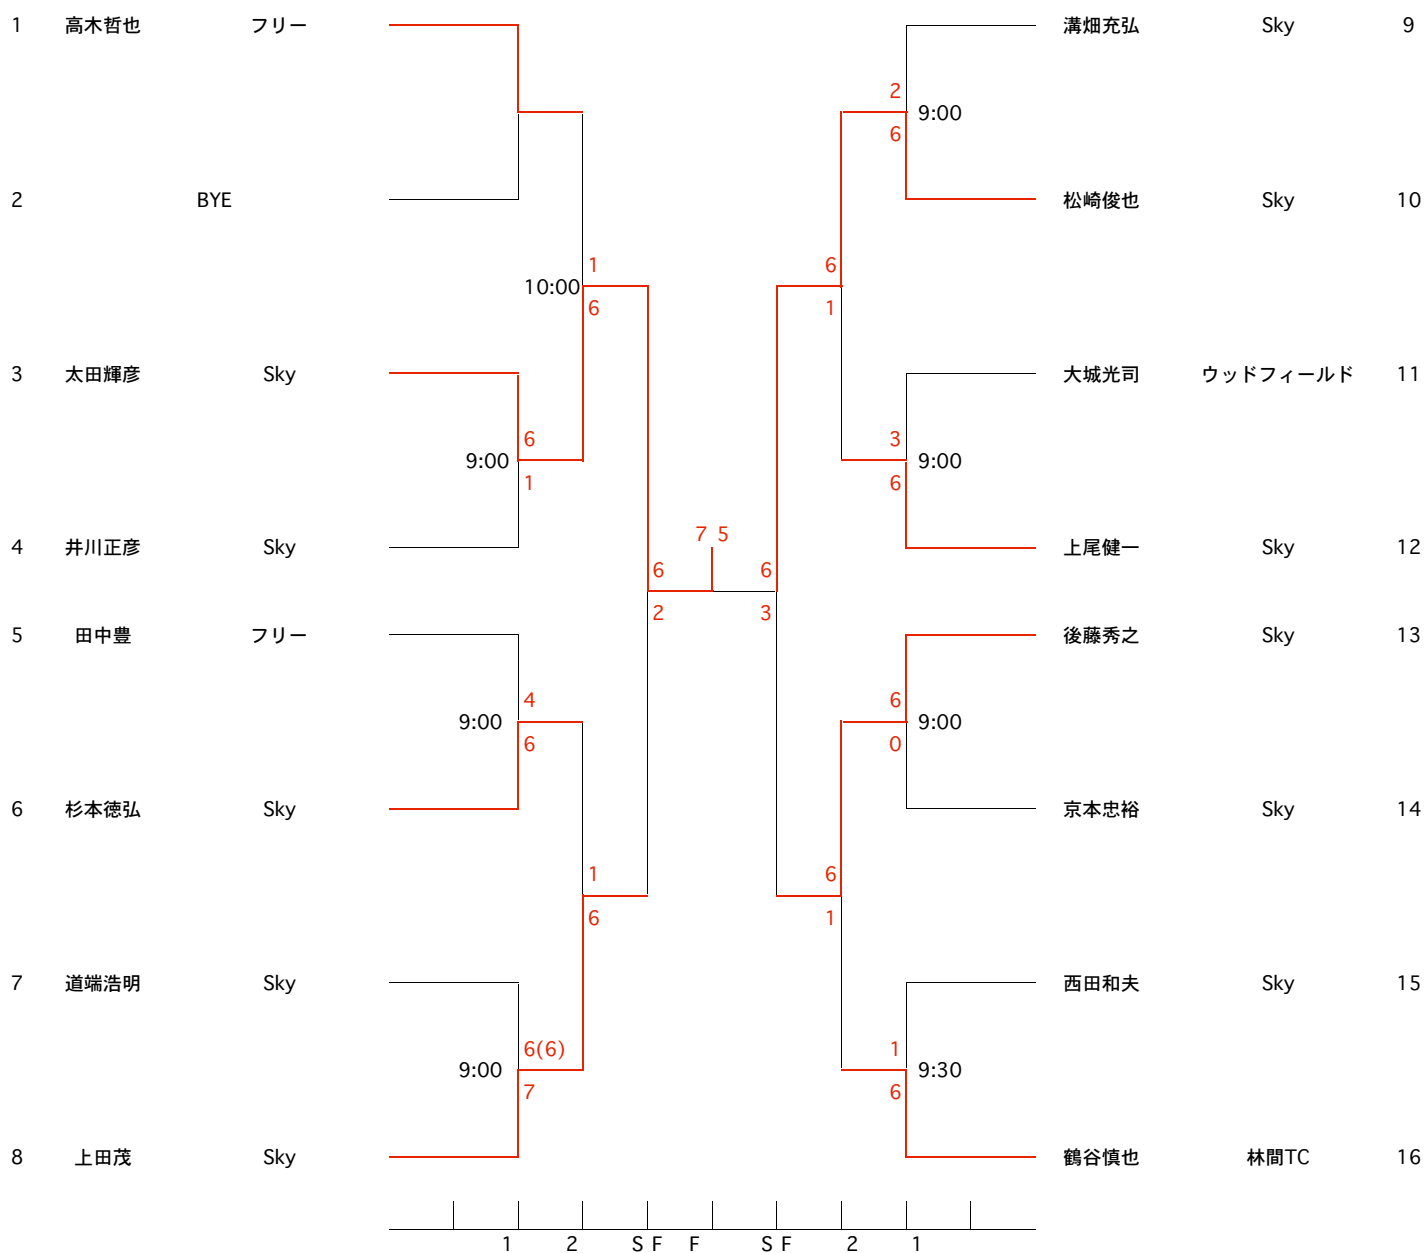 1 高木哲也 フリー 溝畑充弘 Sky 9
2
9:00
6
2 BYE 松崎俊也 Sky 10
1 6
10:00
6 1
3 太田輝彦 Sky 大城光司 ウッドフィールド 11
6 3
9:00 9:00
1 6
7 5
4 井川正彦 Sky 上尾健一 Sky 12
6 6
2 3
5 田中豊 フリー 後藤秀之 Sky 13
4 6
9:00 9:00
6 0
6 杉本徳弘 Sky 京本忠裕 Sky 14
1 6
6 1
7 道端浩明 Sky 西田和夫 Sky 15
6(6) 1
9:00 9:30
7 6
8 上田茂 Sky 鶴谷慎也 林間TC 16
1 2 S F F S F 2 1